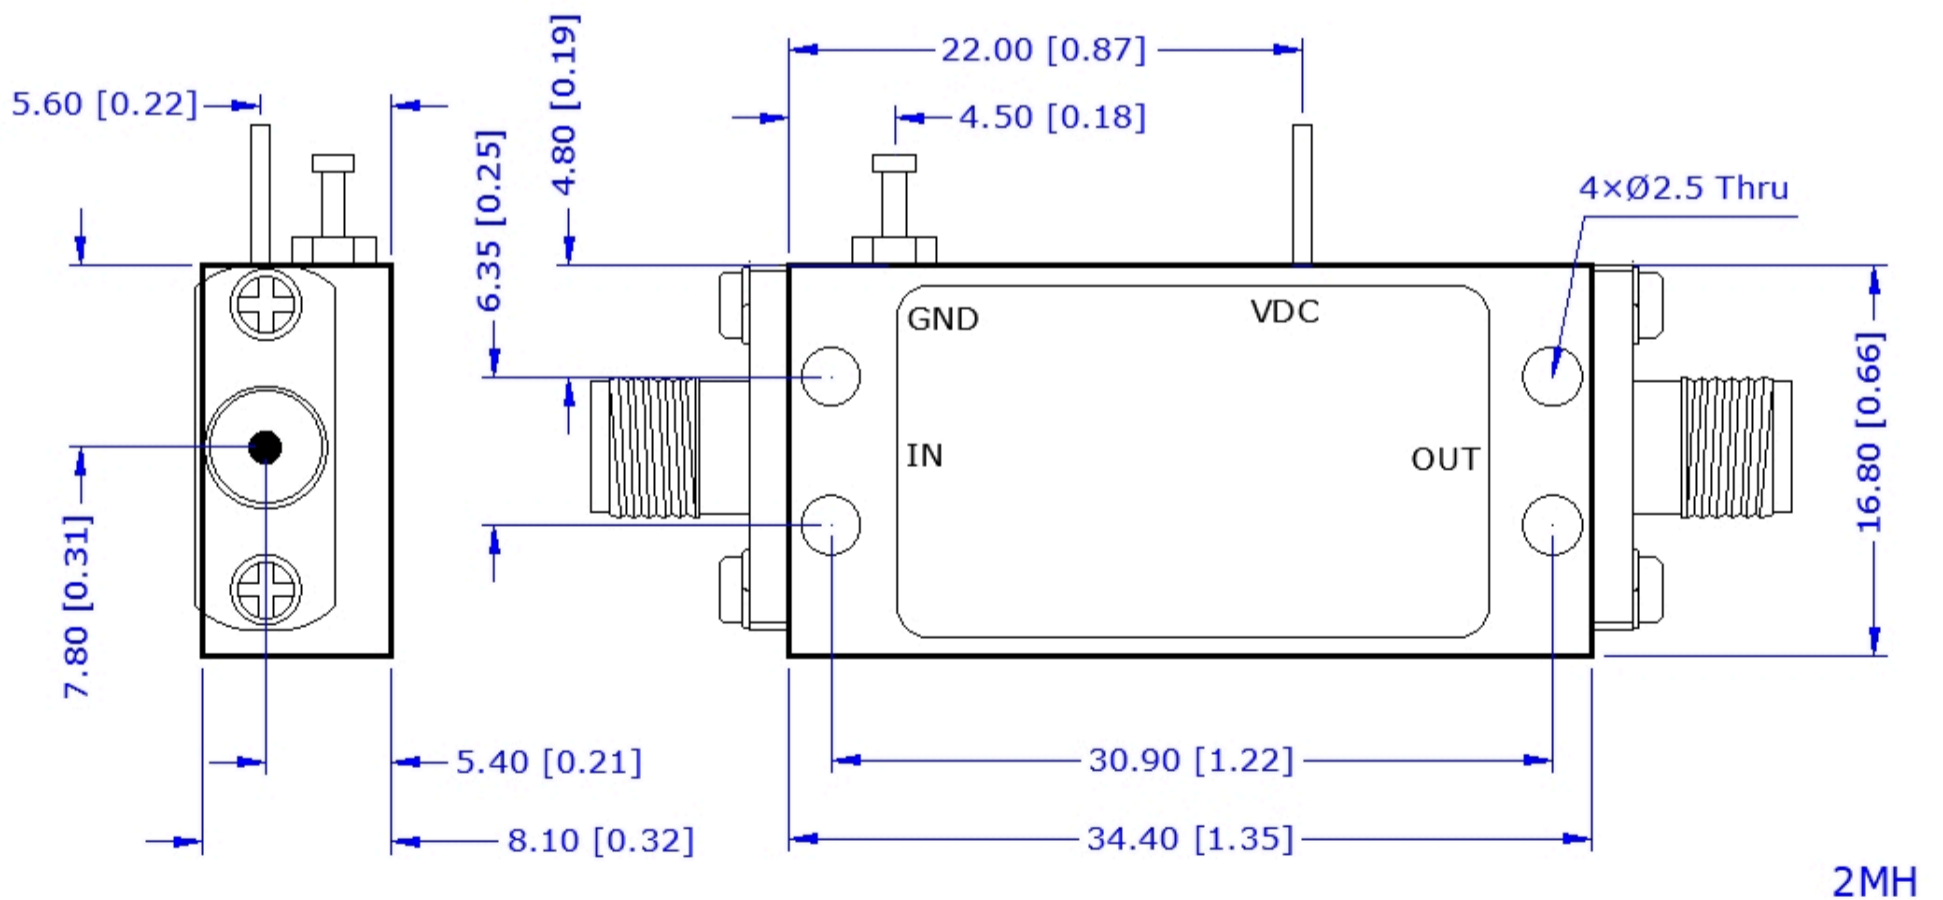 22.00 [0.87]
5.60 [0.22]
4.80 [0.19]
4.50 [0.18]
6.35 [0.25]
4×Ø2.5 Thru
GND
VDC
IN
OUT
16.80 [0.66]
7.80 [0.31]
5.40 [0.21]
30.90 [1.22]
8.10 [0.32]
34.40 [1.35]
2MH